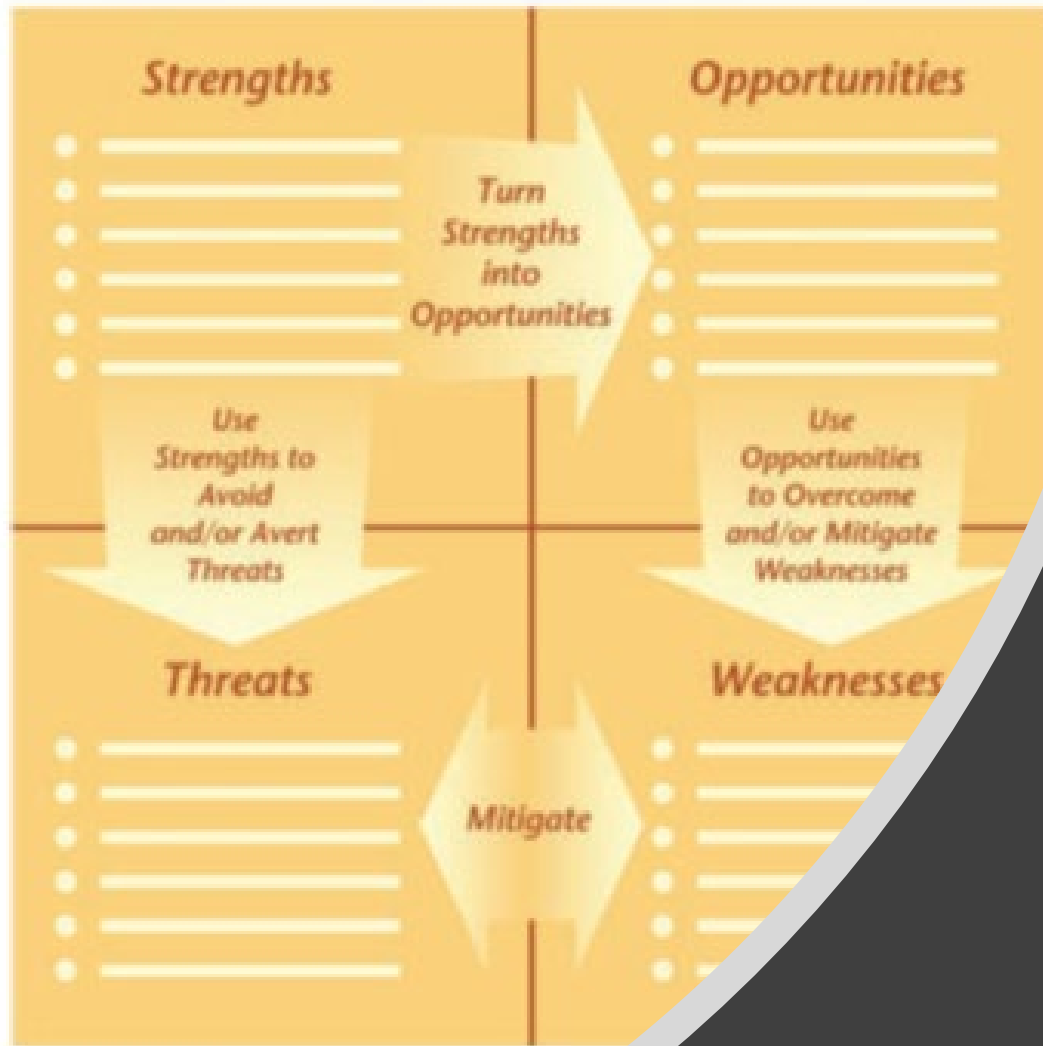 Strengths
Opportunities
Turn
Strengths
into
Opportunities
Use
Strengths to
Avoid
and/or Avert
Threats
Use
Opportunities
to Overcome
and/or Mitigate
Weaknesses
Threats
Weaknesses
Mitigate